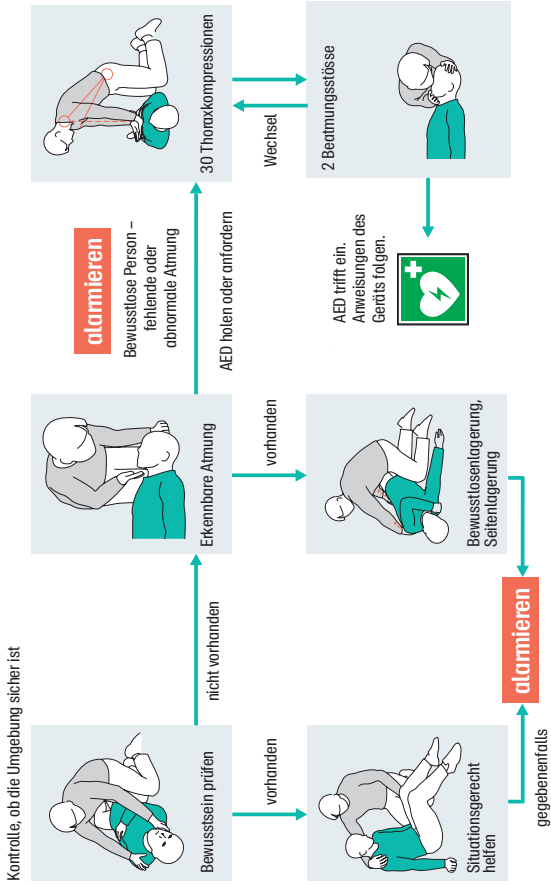 Kontrolle, ob die Umgebung sicher ist
Bewusstsein prüfen
nicht vorhanden
Erkennbare Atmung
alarmieren
Bewusstlose Person –
fehlende oder
abnormale Atmung
AED holen oder anfordern
30 Thoraxkompressionen
vorhanden
vorhanden
Wechsel
Situationsgerecht
helfen
Bewusstlosenlagerung,
Seitenlagerung
2 Beatmungsstösse
AED trifft ein.
Anweisungen des
Geräts folgen.
gegebenenfalls
alarmieren